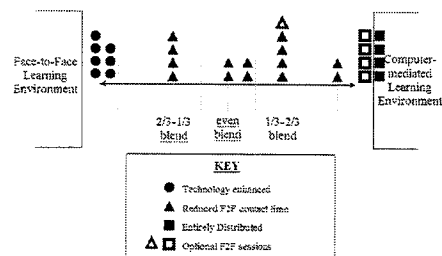 Face-to-Face
Learning
Environment
Computer-
mediated
Learning
Environment
2/3-1/3
blend
even
blend
1/3-2/3
blend
KEY
Technology enhanced
Reduced F2F contact time
Entirely Distributed
Optional F2F sessions